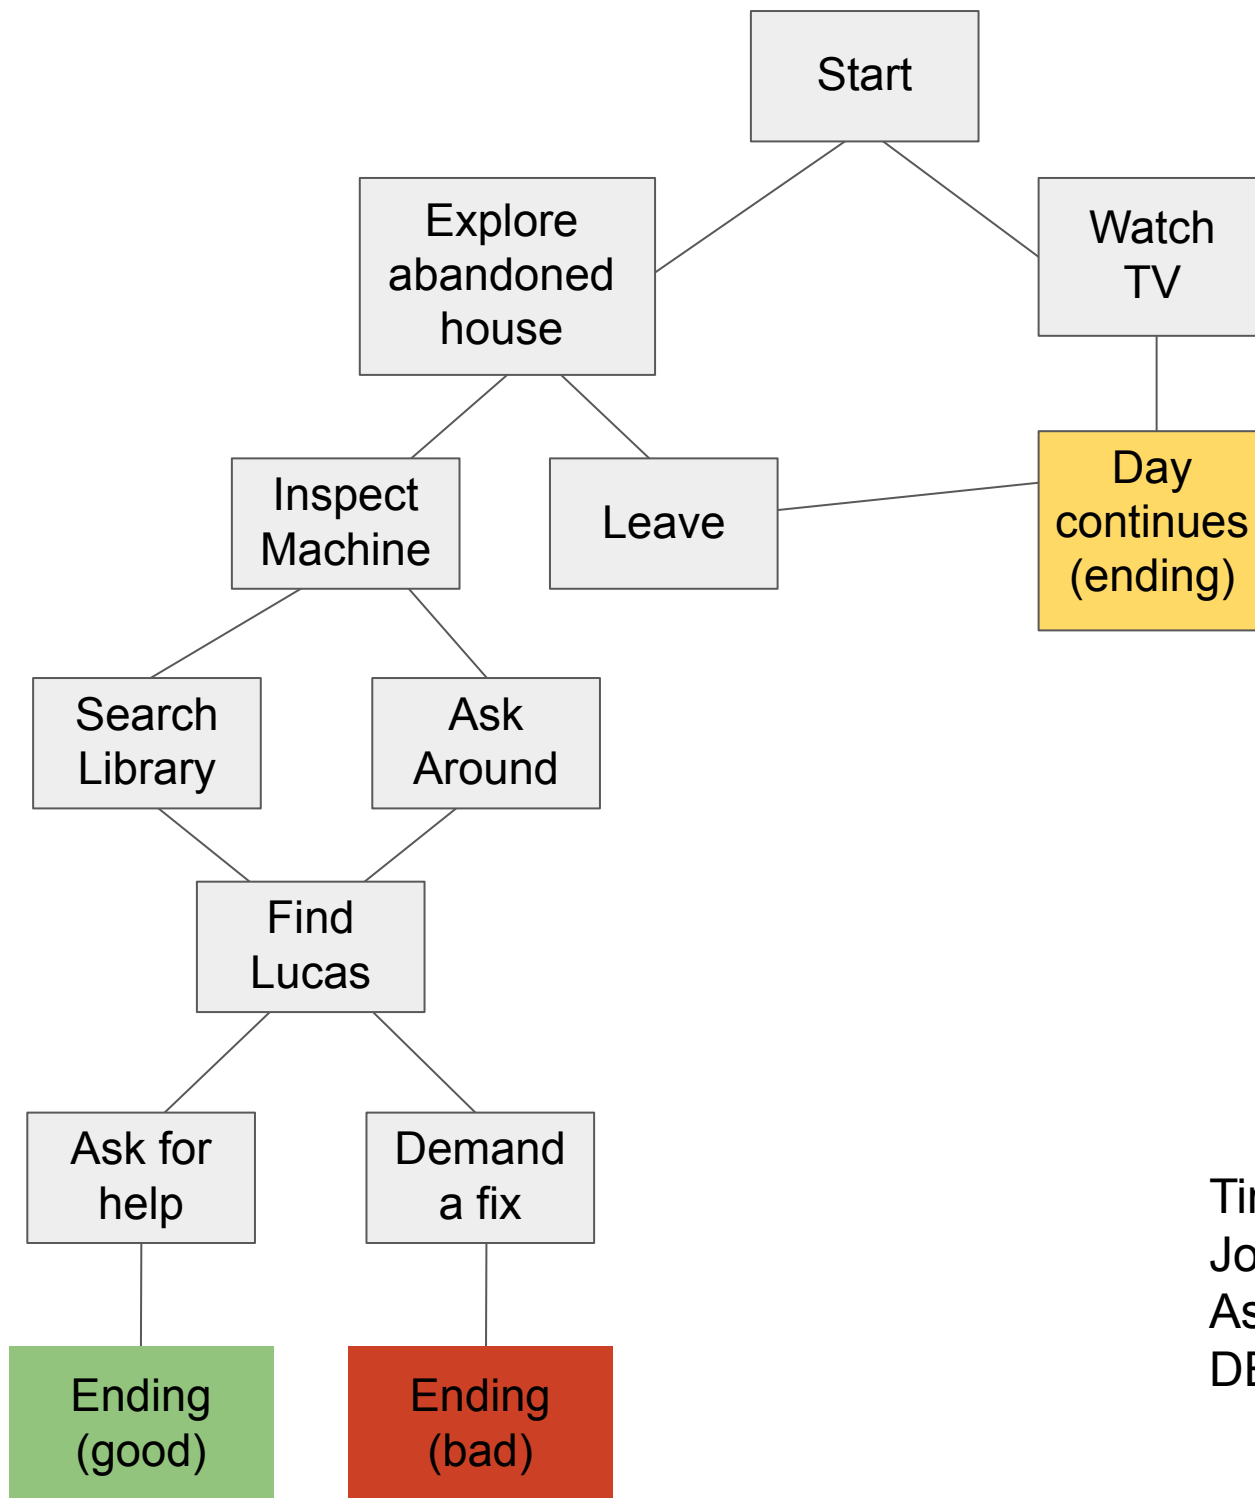 Start
Explore
abandoned
house
Watch
TV
Inspect
Machine
Leave
Day
continues
(ending)
Search
Library
Ask
Around
Find
Lucas
Ask for
help
Demand
a fix
Ending
(good)
Ending
(bad)